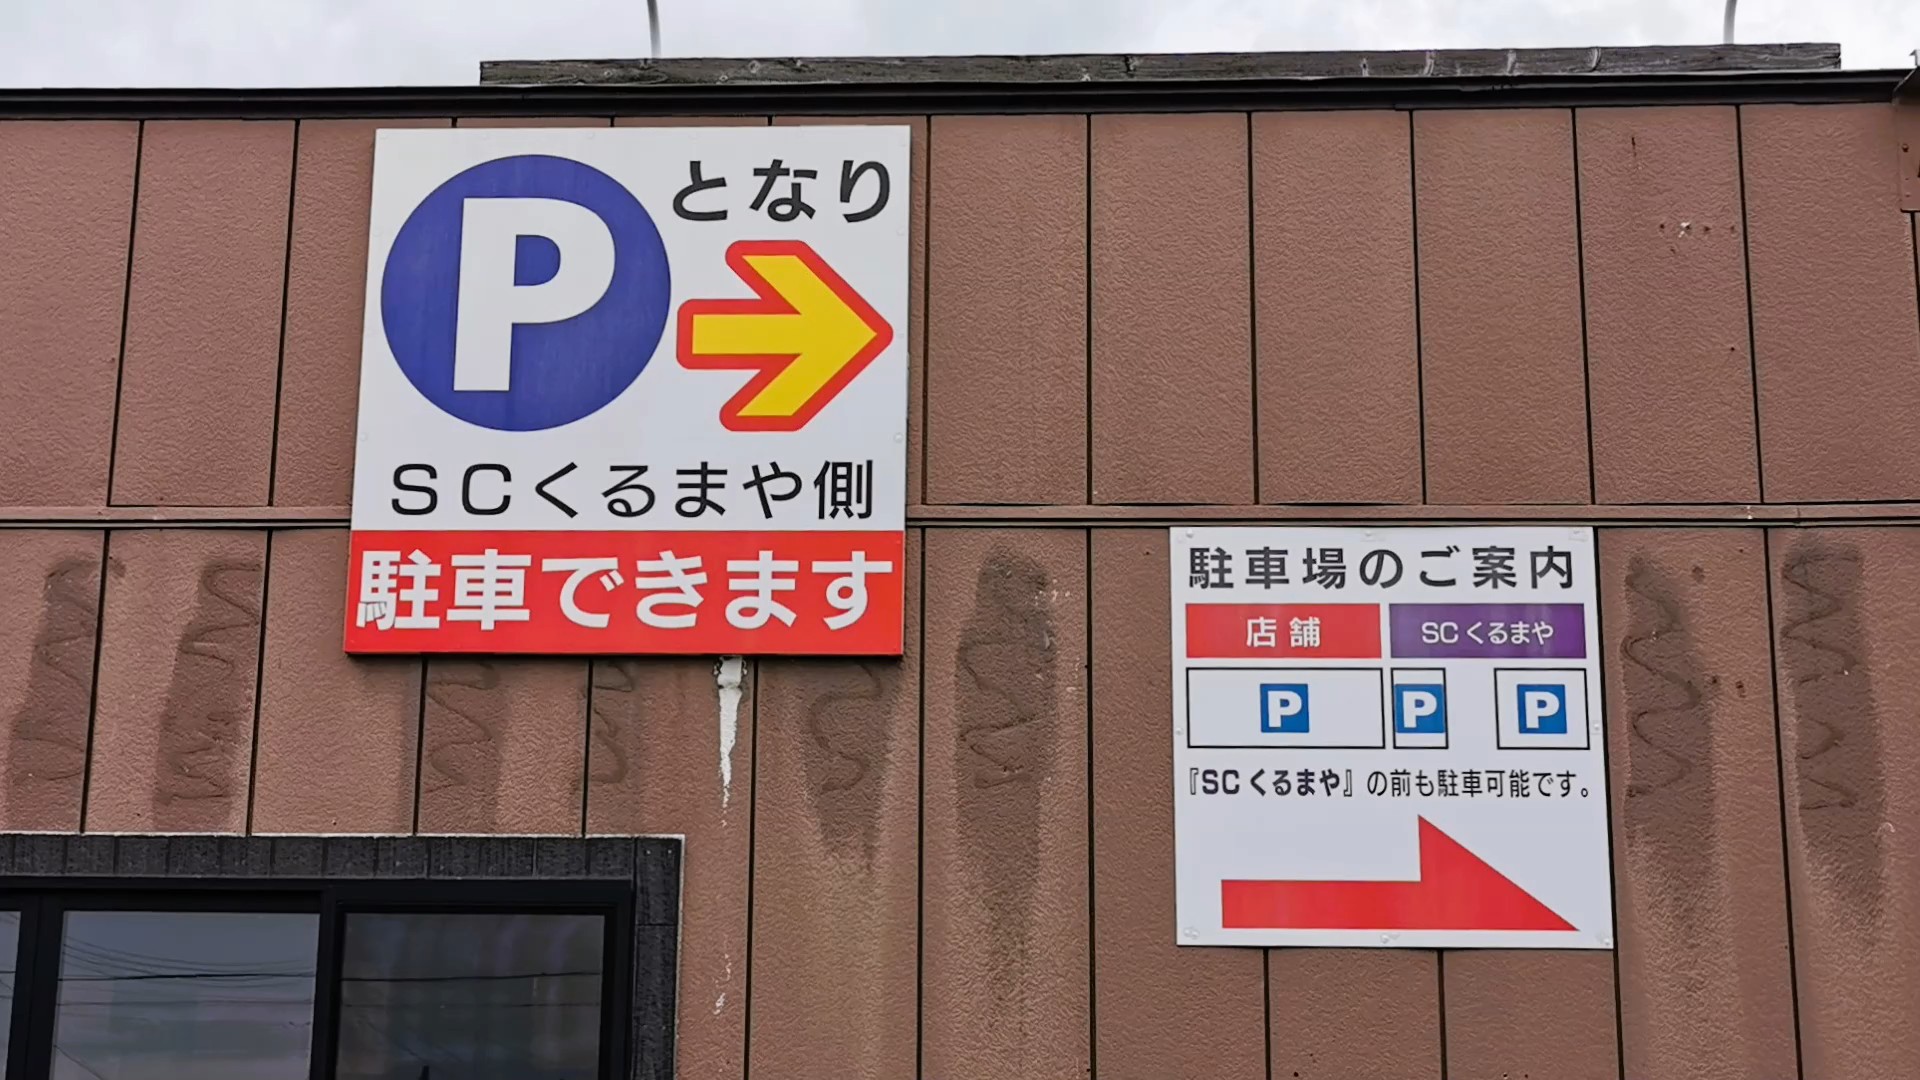 P
となり
SCくるまや側
駐車できます
駐車場のご案内
店舗
SCくるまや
P P P
『SCくるまや』の前も駐車可能です。